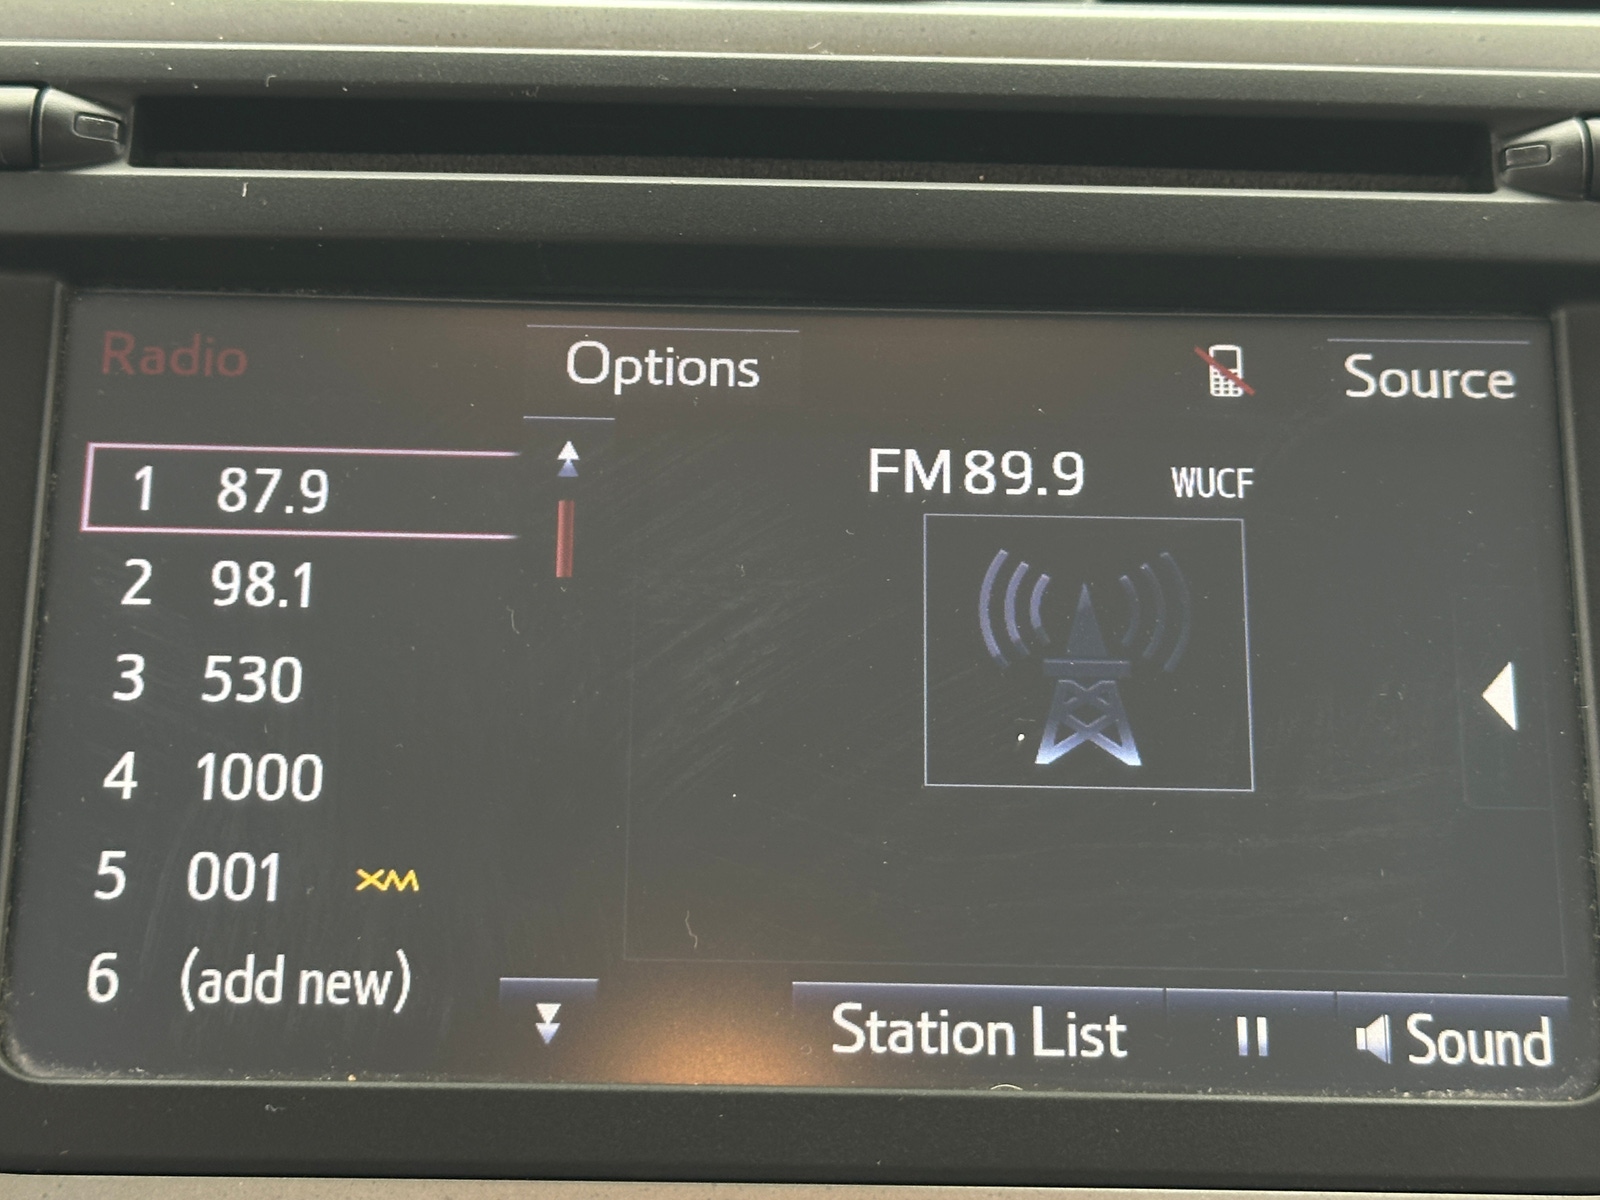 Radio Options Source
FM 89.9 WUCF
1 87.9
2 98.1
3 530
4 1000
5 001 XM
6 (add new)
Station List Sound